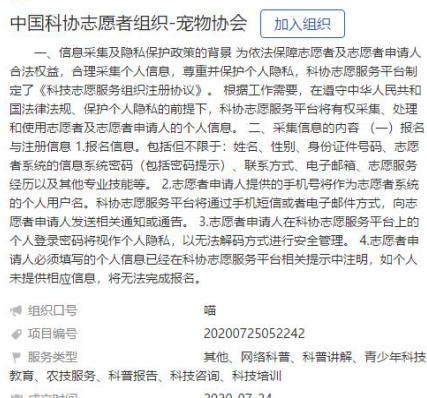 中国科协志愿者组织-宠物协会 加入组织
一、信息采集及隐私保护政策的背景 为依法保障志愿者及志愿者申请人
合法权益，合理采集个人信息，尊重并保护个人隐私，科协志愿服务平台制
定了《科技志愿服务组织注册协议》。 根据工作需要，在遵守中华人民共和
国法律法规、保护个人隐私的前提下，科协志愿服务平台将有权采集、处理
和使用志愿者及志愿者申请人的个人信息。 二、采集信息的内容 （一）报名
与注册信息 1.报名信息。包括但不限于：姓名、性别、身份证件号码、志愿
者系统的信息系统密码（包括密码提示）、联系方式、电子邮箱、志愿服务
经历以及其他专业技能等。 2.志愿者申请人提供的手机号将作为志愿者系统
的个人用户名。科协志愿服务平台将通过手机短信或者电子邮件方式，向志
愿者申请人发送相关通知或通告。 3.志愿者申请人在科协志愿服务平台上的
个人登录密码将视作个人隐私，以无法解码方式进行安全管理。 4.志愿者申
请人必须填写的个人信息已经在科协志愿服务平台相关提示中注明，如个人
未提供相应信息，将无法完成报名。
组织口号 喵
项目编号 20200725052242
服务类型 其他、网络科普、科普讲解、青少年科技
教育、农技服务、科普报告、科技咨询、科技培训
成立时间 2020-07-24